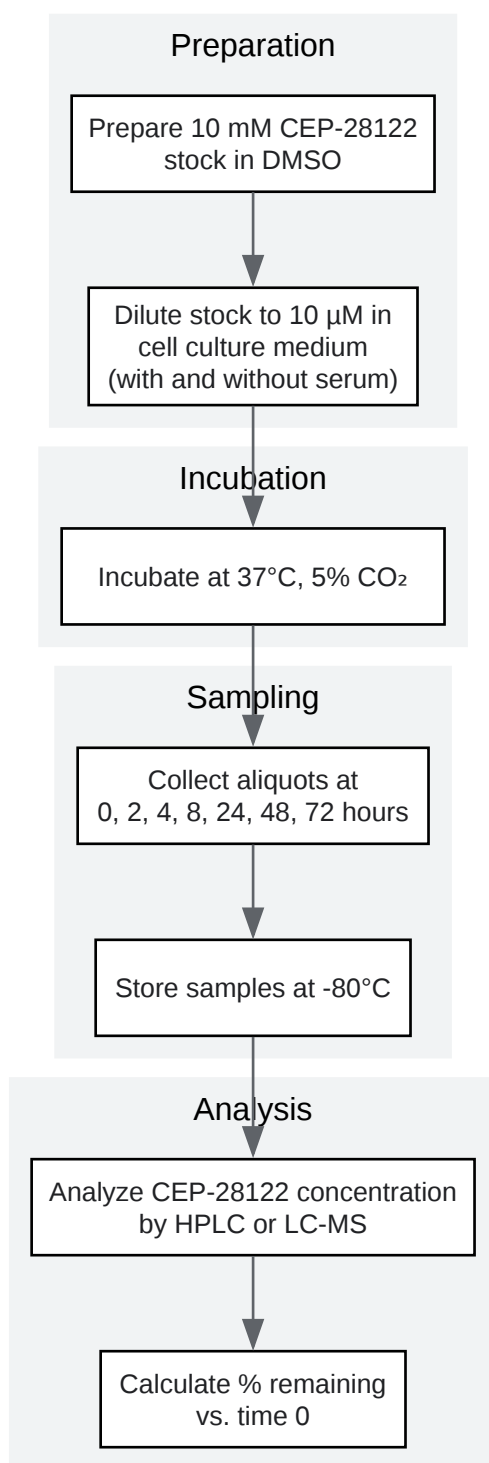 Preparation
Prepare 10 mM CEP-28122
stock in DMSO
Dilute stock to 10 µM in
cell culture medium
(with and without serum)
Incubation
Incubate at 37°C, 5% CO₂
Sampling
Collect aliquots at
0, 2, 4, 8, 24, 48, 72 hours
Store samples at -80°C
Analysis
Analyze CEP-28122 concentration
by HPLC or LC-MS
Calculate % remaining
vs. time 0